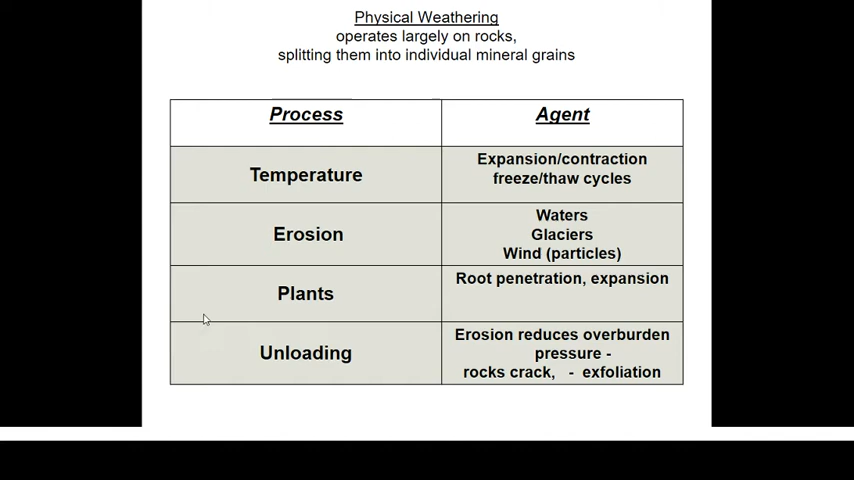 Physical Weathering
operates largely on rocks,
splitting them into individual mineral grains
Process
Agent
Temperature
Expansion/contraction
freeze/thaw cycles
Erosion
Waters
Glaciers
Wind (particles)
Plants
Root penetration, expansion
Unloading
Erosion reduces overburden
pressure -
rocks crack, - exfoliation